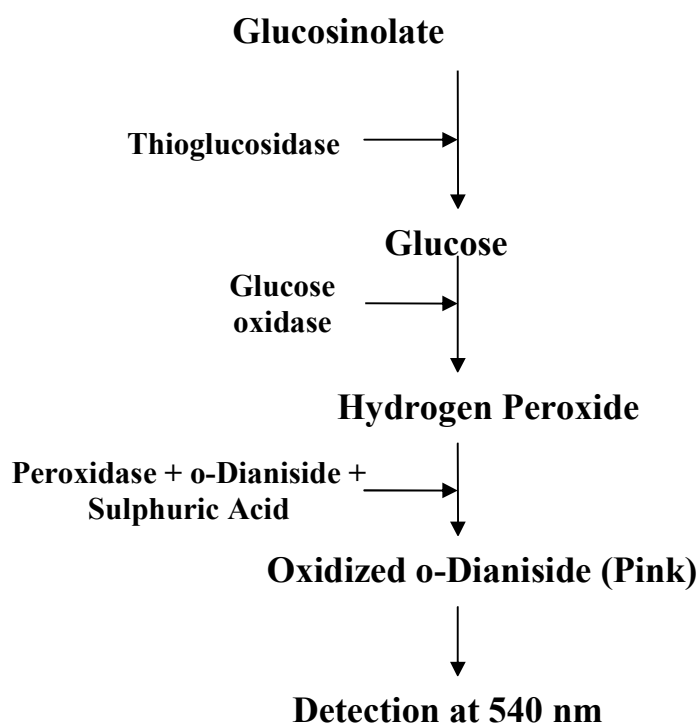 Glucosinolate
Thioglucosidase
Glucose
Glucose
oxidase
Hydrogen Peroxide
Peroxidase + o-Dianiside +
Sulphuric Acid
Oxidized o-Dianiside (Pink)
Detection at 540 nm